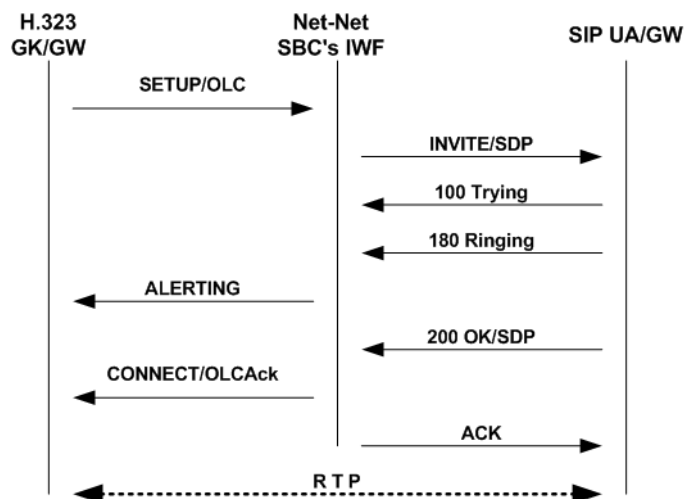 H.323
GK/GW
Net-Net
SBC's IWF
SIP UA/GW
SETUP/OLC
INVITE/SDP
100 Trying
180 Ringing
ALERTING
200 OK/SDP
CONNECT/OLCAck
ACK
R T P